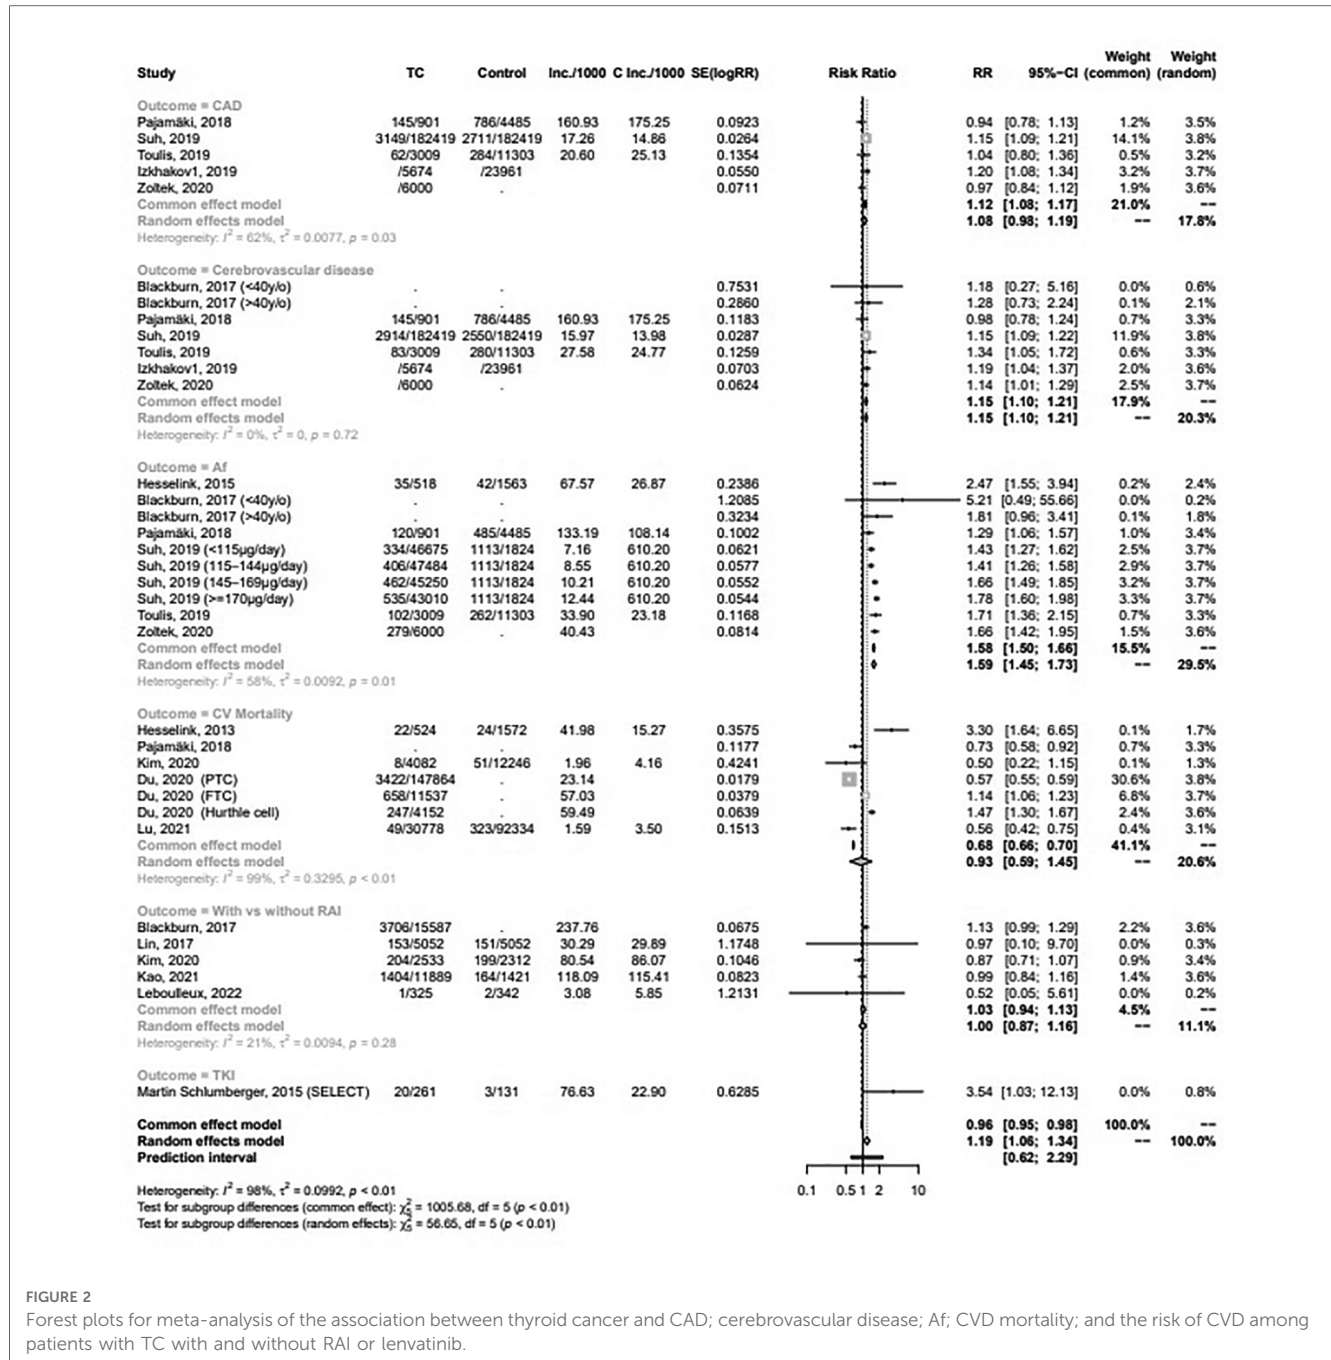 Weight Weight
Study TC Control Inc./1000 C Inc./1000 SE(logRR) Risk Ratio RR 95%-CI (common) (random)
Outcome = CAD
Pajamäki, 2018 145/901 786/4485 160.93 175.25 0.0923 0.94 [0.78; 1.13] 1.2% 3.5%
Suh, 2019 3149/182419 2711/182419 17.26 14.86 0.0264 1.15 [1.09; 1.21] 14.1% 3.8%
Toulis, 2019 62/3009 284/11303 20.60 25.13 0.1354 1.04 [0.80; 1.36] 0.5% 3.2%
Izkhakov1, 2019 /5674 /23961 0.0550 1.20 [1.08; 1.34] 3.2% 3.7%
Zoltek, 2020 /6000 . 0.0711 0.97 [0.84; 1.12] 1.9% 3.6%
Common effect model 1.12 [1.08; 1.17] 21.0% --
Random effects model 1.08 [0.98; 1.19] -- 17.8%
Heterogeneity: I² = 62%, τ² = 0.0077, p = 0.03
Outcome = Cerebrovascular disease
Blackburn, 2017 (<40y/o) . . 0.7531 1.18 [0.27; 5.16] 0.0% 0.6%
Blackburn, 2017 (>40y/o) . . 0.2860 1.28 [0.73; 2.24] 0.1% 2.1%
Pajamäki, 2018 145/901 786/4485 160.93 175.25 0.1183 0.98 [0.78; 1.24] 0.7% 3.3%
Suh, 2019 2914/182419 2550/182419 15.97 13.98 0.0287 1.15 [1.09; 1.22] 11.9% 3.8%
Toulis, 2019 83/3009 280/11303 27.58 24.77 0.1259 1.34 [1.05; 1.72] 0.6% 3.3%
Izkhakov1, 2019 /5674 /23961 0.0703 1.19 [1.04; 1.37] 2.0% 3.6%
Zoltek, 2020 /6000 . 0.0624 1.14 [1.01; 1.29] 2.5% 3.7%
Common effect model 1.15 [1.10; 1.21] 17.9% --
Random effects model 1.15 [1.10; 1.21] -- 20.3%
Heterogeneity: I² = 0%, τ² = 0, p = 0.72
Outcome = Af
Hesselink, 2015 35/518 42/1563 67.57 26.87 0.2386 2.47 [1.55; 3.94] 0.2% 2.4%
Blackburn, 2017 (<40y/o) . . 1.2085 5.21 [0.49; 55.66] 0.0% 0.2%
Blackburn, 2017 (>40y/o) . . 0.3234 1.81 [0.96; 3.41] 0.1% 1.8%
Pajamäki, 2018 120/901 485/4485 133.19 108.14 0.1002 1.29 [1.06; 1.57] 1.0% 3.4%
Suh, 2019 (<115µg/day) 334/46675 1113/1824 7.16 610.20 0.0621 1.43 [1.27; 1.62] 2.5% 3.7%
Suh, 2019 (115–144µg/day) 406/47484 1113/1824 8.55 610.20 0.0577 1.41 [1.26; 1.58] 2.9% 3.7%
Suh, 2019 (145–169µg/day) 462/45250 1113/1824 10.21 610.20 0.0552 1.66 [1.49; 1.85] 3.2% 3.7%
Suh, 2019 (>=170µg/day) 535/43010 1113/1824 12.44 610.20 0.0544 1.78 [1.60; 1.98] 3.3% 3.7%
Toulis, 2019 102/3009 262/11303 33.90 23.18 0.1168 1.71 [1.36; 2.15] 0.7% 3.3%
Zoltek, 2020 279/6000 . 40.43 0.0814 1.66 [1.42; 1.95] 1.5% 3.6%
Common effect model 1.58 [1.50; 1.66] 15.5% --
Random effects model 1.59 [1.45; 1.73] -- 29.5%
Heterogeneity: I² = 58%, τ² = 0.0092, p = 0.01
Outcome = CV Mortality
Hesselink, 2013 22/524 24/1572 41.98 15.27 0.3575 3.30 [1.64; 6.65] 0.1% 1.7%
Pajamäki, 2018 . . 0.1177 0.73 [0.58; 0.92] 0.7% 3.3%
Kim, 2020 8/4082 51/12246 1.96 4.16 0.4241 0.50 [0.22; 1.15] 0.1% 1.3%
Du, 2020 (PTC) 3422/147864 . 23.14 0.0179 0.57 [0.55; 0.59] 30.6% 3.8%
Du, 2020 (FTC) 658/11537 . 57.03 0.0379 1.14 [1.06; 1.23] 6.8% 3.7%
Du, 2020 (Hurthle cell) 247/4152 . 59.49 0.0639 1.47 [1.30; 1.67] 2.4% 3.6%
Lu, 2021 49/30778 323/92334 1.59 3.50 0.1513 0.56 [0.42; 0.75] 0.4% 3.1%
Common effect model 0.68 [0.66; 0.70] 41.1% --
Random effects model 0.93 [0.59; 1.45] -- 20.6%
Heterogeneity: I² = 99%, τ² = 0.3295, p < 0.01
Outcome = With vs without RAI
Blackburn, 2017 3706/15587 . 237.76 0.0675 1.13 [0.99; 1.29] 2.2% 3.6%
Lin, 2017 153/5052 151/5052 30.29 29.89 1.1748 0.97 [0.10; 9.70] 0.0% 0.3%
Kim, 2020 204/2533 199/2312 80.54 86.07 0.1046 0.87 [0.71; 1.07] 0.9% 3.4%
Kao, 2021 1404/11889 164/1421 118.09 115.41 0.0823 0.99 [0.84; 1.16] 1.4% 3.6%
Leboulleux, 2022 1/325 2/342 3.08 5.85 1.2131 0.52 [0.05; 5.61] 0.0% 0.2%
Common effect model 1.03 [0.94; 1.13] 4.5% --
Random effects model 1.00 [0.87; 1.16] -- 11.1%
Heterogeneity: I² = 21%, τ² = 0.0094, p = 0.28
Outcome = TKI
Martin Schlumberger, 2015 (SELECT) 20/261 3/131 76.63 22.90 0.6285 3.54 [1.03; 12.13] 0.0% 0.8%
Common effect model 0.96 [0.95; 0.98] 100.0% --
Random effects model 1.19 [1.06; 1.34] -- 100.0%
Prediction interval [0.62; 2.29]
0.1 0.5 1 2 10
Heterogeneity: I² = 98%, τ² = 0.0992, p < 0.01
Test for subgroup differences (common effect): χ²₅ = 1005.68, df = 5 (p < 0.01)
Test for subgroup differences (random effects): χ²₅ = 56.65, df = 5 (p < 0.01)
FIGURE 2
Forest plots for meta-analysis of the association between thyroid cancer and CAD; cerebrovascular disease; Af; CVD mortality; and the risk of CVD among
patients with TC with and without RAI or lenvatinib.